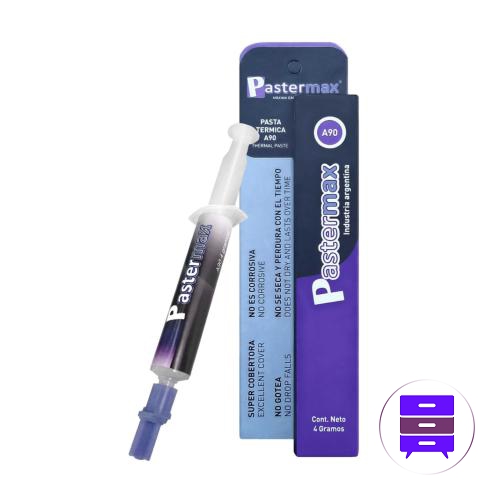 Pastermax
PASTA
TERMICA
A90
THERMAL PASTE
A90
Pastermax
Industria argentina
NO ES CORROSIVA
NO CORROSIVE
NO SE SECA Y PERDURA CON EL TIEMPO
DOES NOT DRY AND LASTS OVER TIME
SUPER COBERTORA
EXCELLENT COVER
NO GOTEA
NO DROP FALLS
Cont. Neto
4 Gramos
Pastermax